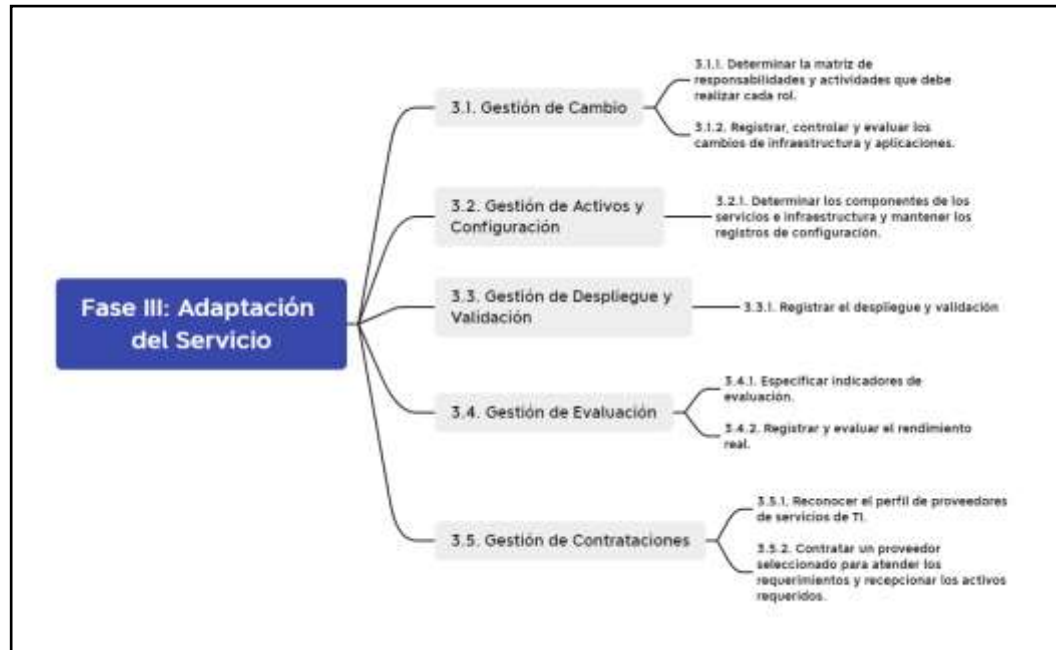 Fase III: Adaptación
del Servicio
3.1. Gestión de Cambio
3.1.1. Determinar la matriz de
responsabilidades y actividades que debe
realizar cada rol.
3.1.2. Registrar, controlar y evaluar los
cambios de infraestructura y aplicaciones.
3.2. Gestión de Activos y
Configuración
3.2.1. Determinar los componentes de los
servicios e infraestructura y mantener los
registros de configuración.
3.3. Gestión de Despliegue y
Validación
3.3.1. Registrar el despliegue y validación
3.4. Gestión de Evaluación
3.4.1. Especificar indicadores de
evaluación.
3.4.2. Registrar y evaluar el rendimiento
real.
3.5. Gestión de Contrataciones
3.5.1. Reconocer el perfil de proveedores
de servicios de TI.
3.5.2. Contratar un proveedor
seleccionado para atender los
requerimientos y recepcionar los activos
requeridos.